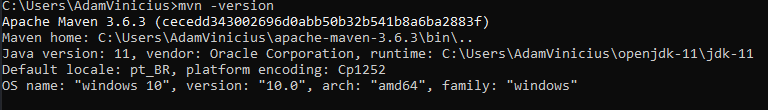 C:\Users\AdamVinicius>mvn -version
Apache Maven 3.6.3 (cecedd343002696d0abb50b32b541b8a6ba2883f)
Maven home: C:\Users\AdamVinicius\apache-maven-3.6.3\bin\..
Java version: 11, vendor: Oracle Corporation, runtime: C:\Users\AdamVinicius\openjdk-11\jdk-11
Default locale: pt_BR, platform encoding: Cp1252
OS name: "windows 10", version: "10.0", arch: "amd64", family: "windows"